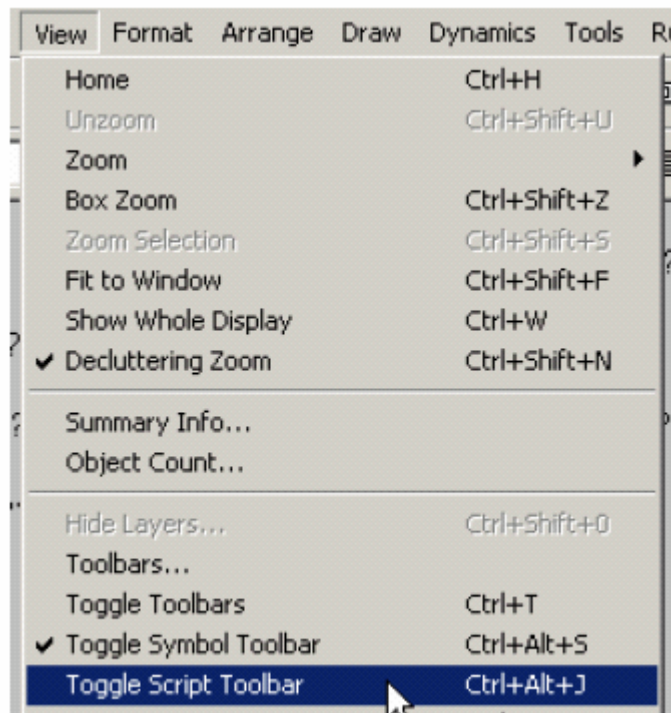 View Format Arrange Draw Dynamics Tools
Home Ctrl+H
Unzoom Ctrl+Shift+U
Zoom
Box Zoom Ctrl+Shift+Z
Zoom Selection Ctrl+Shift+S
Fit to Window Ctrl+Shift+F
Show Whole Display Ctrl+W
Decluttering Zoom Ctrl+Shift+N
Summary Info...
Object Count...
Hide Layers... Ctrl+Shift+0
Toolbars...
Toggle Toolbars Ctrl+T
Toggle Symbol Toolbar Ctrl+Alt+S
Toggle Script Toolbar Ctrl+Alt+J